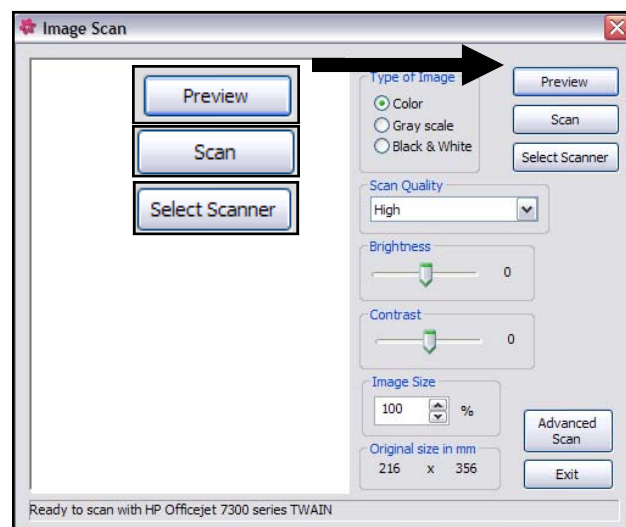 Image Scan
Preview
Scan
Select Scanner
Type of Image
Color
Gray scale
Black & White
Preview
Scan
Select Scanner
Scan Quality
High
Brightness
0
Contrast
0
Image Size
100 %
Original size in mm
216 x 356
Advanced
Scan
Exit
Ready to scan with HP Officejet 7300 series TWAIN